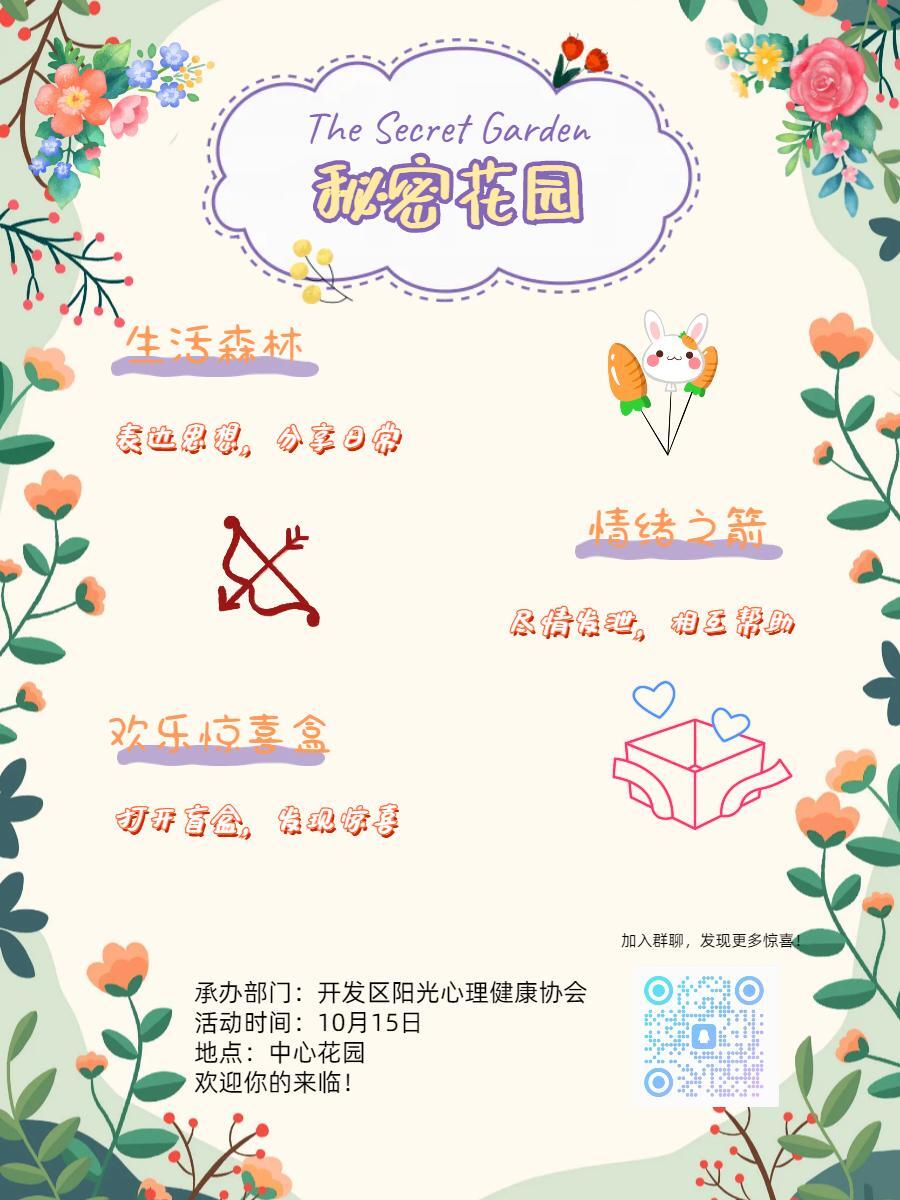 The Secret Garden
秘密花园
生活森林
表达思想，分享日常
情绪之箭
尽情发泄，相互帮助
欢乐惊喜盒
打开盲盒，发现惊喜
加入群聊，发现更多惊喜！
承办部门：开发区阳光心理健康协会
活动时间：10月15日
地点：中心花园
欢迎你的来临！